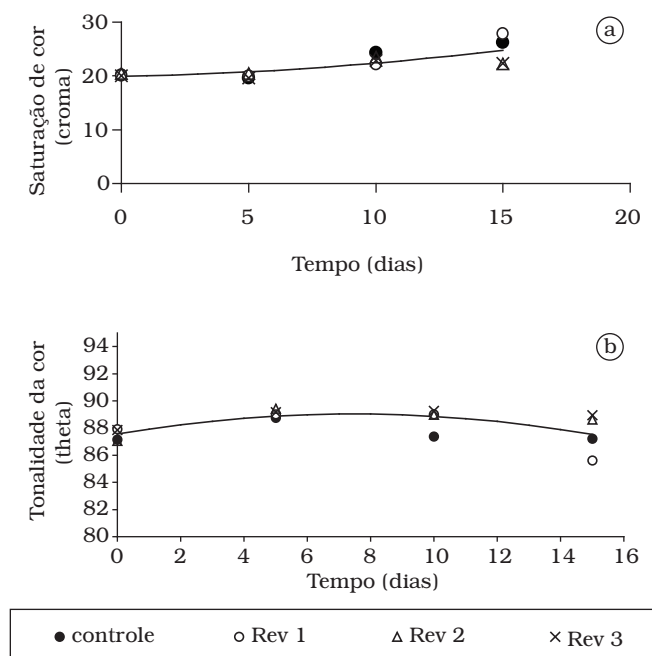 30
20
10
0
0
5
10
15
20
Saturação de cor
(croma)
Tempo (dias)
a
94
92
90
88
86
84
82
80
0
2
4
6
8
10
12
14
16
Tonalidade da cor
(theta)
Tempo (dias)
b
controle
Rev 1
Rev 2
Rev 3